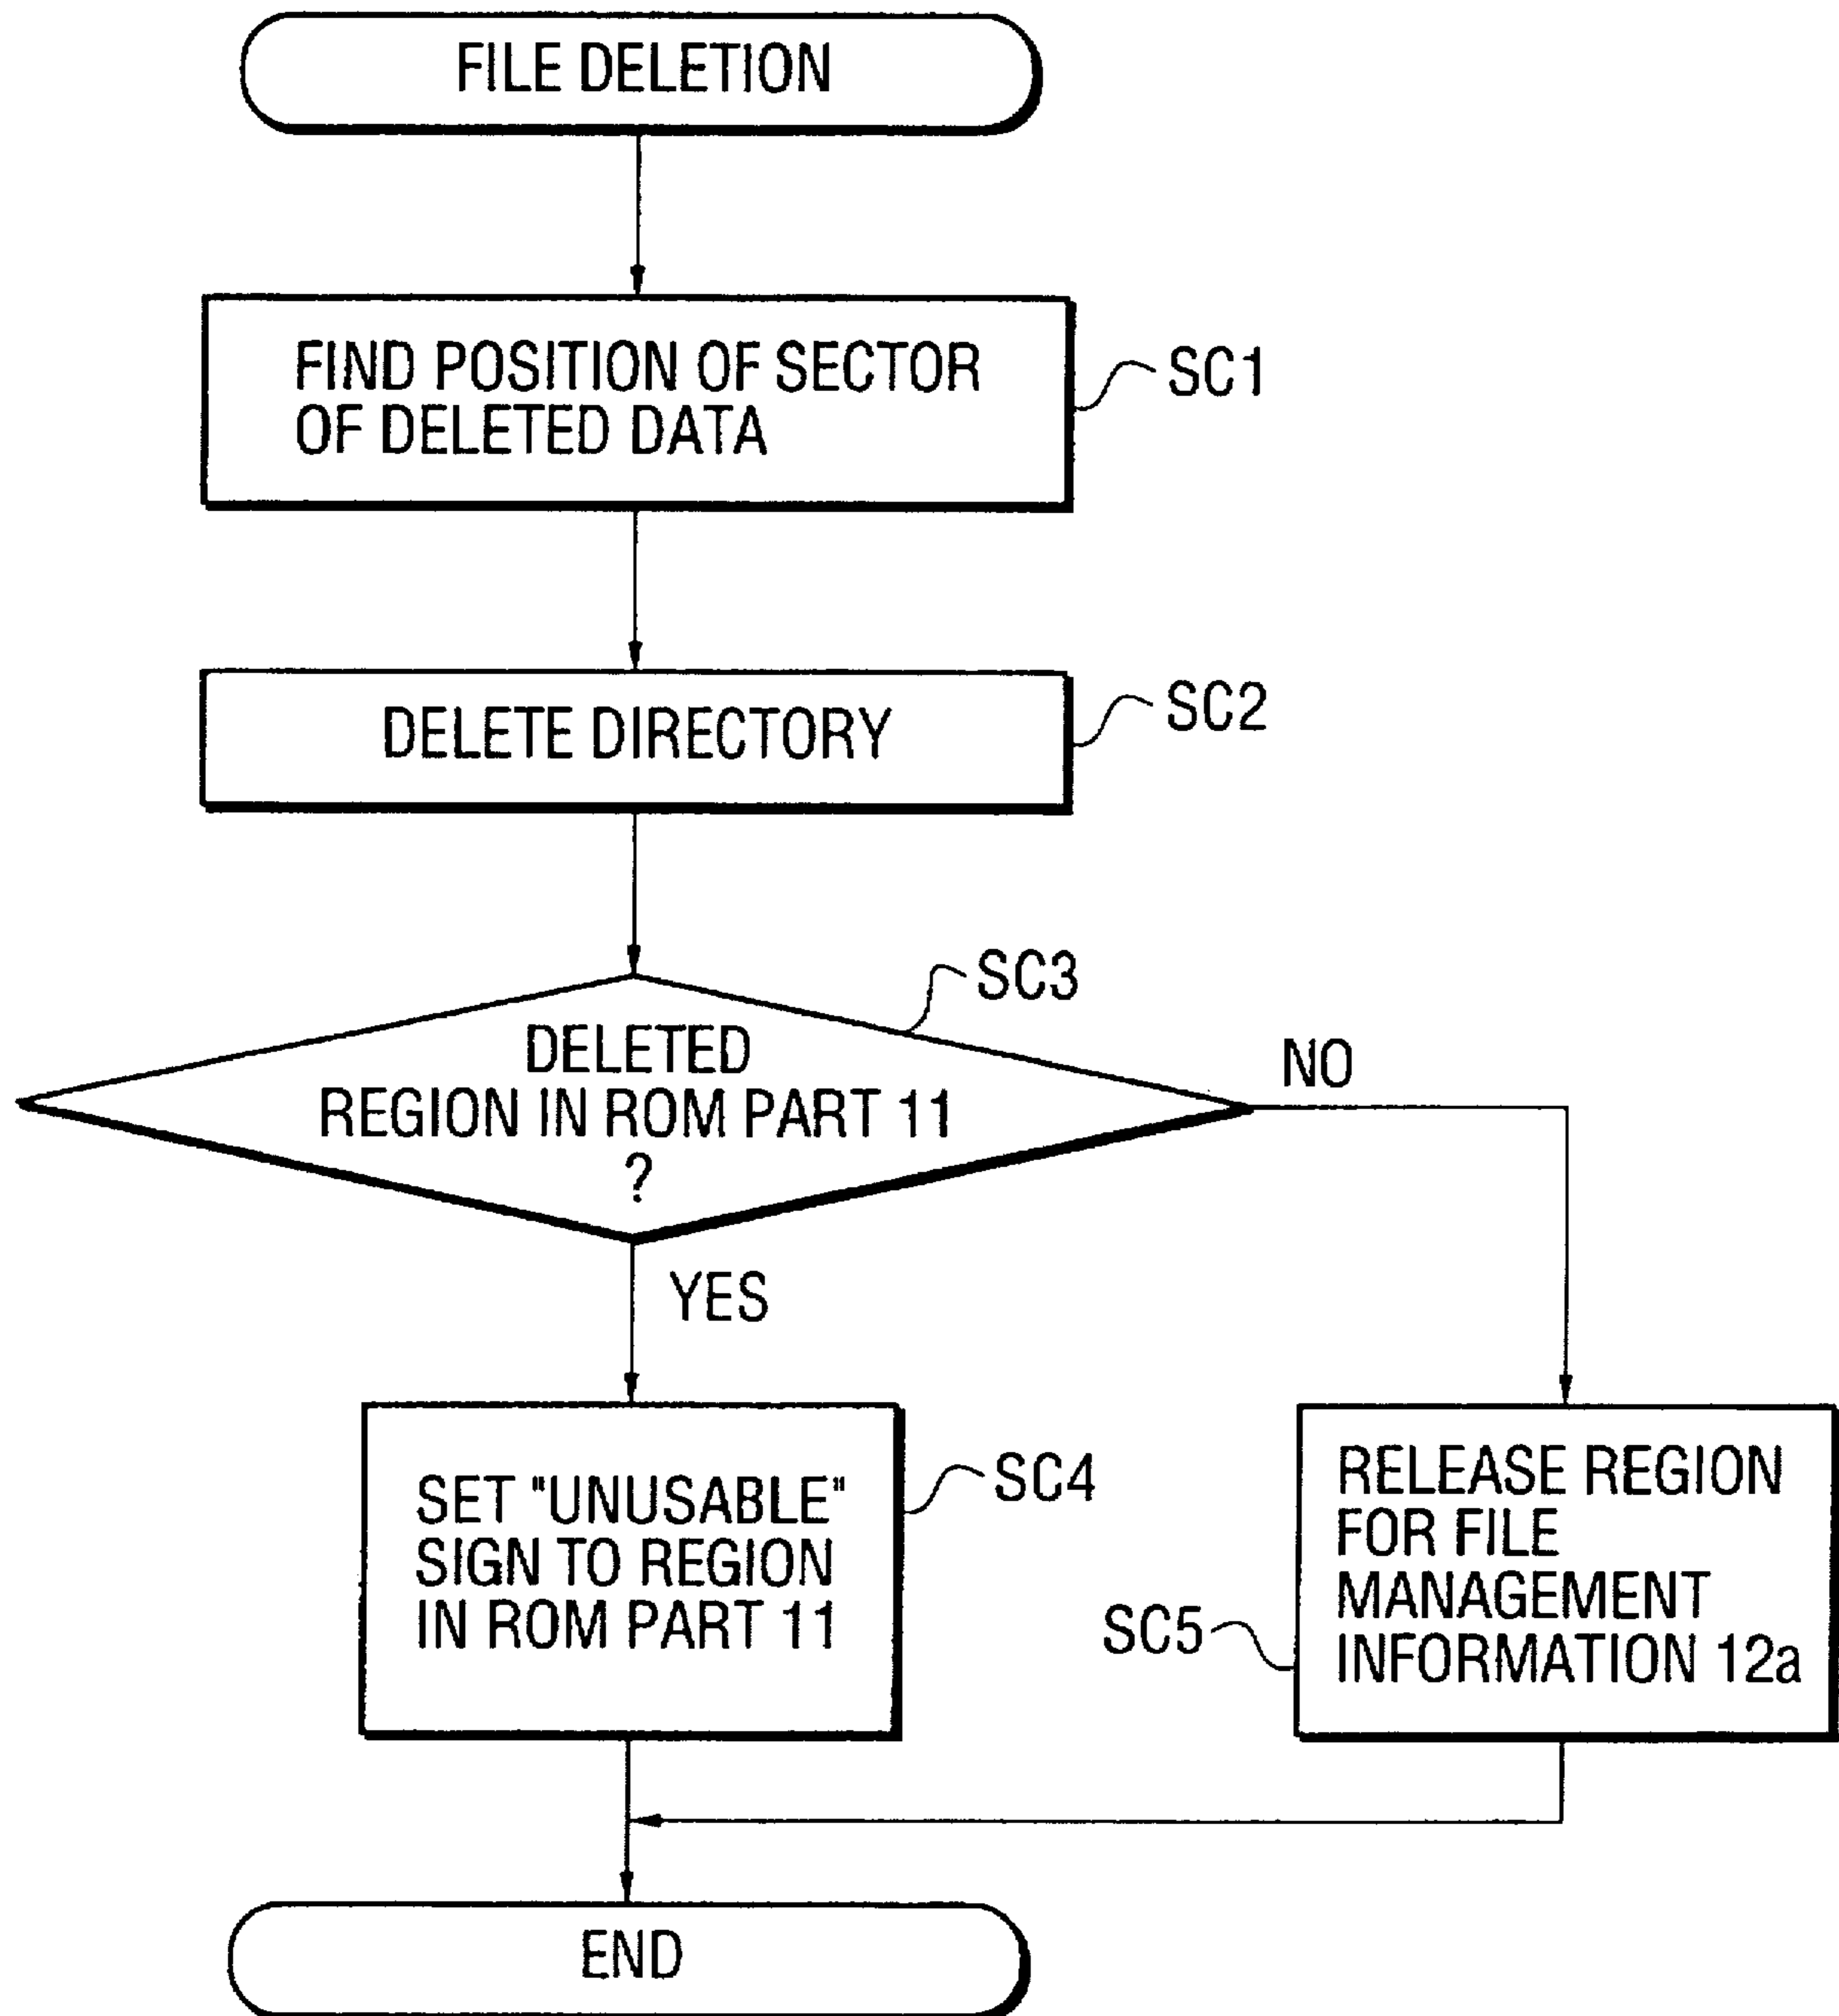 FILE DELETION
FIND POSITION OF SECTOR
OF DELETED DATA
SC1
DELETE DIRECTORY
SC2
SC3
DELETED
REGION IN ROM PART 11
?
NO
YES
SET "UNUSABLE"
SIGN TO REGION
IN ROM PART 11
SC4
RELEASE REGION
FOR FILE
MANAGEMENT
INFORMATION 12a
SC5
END